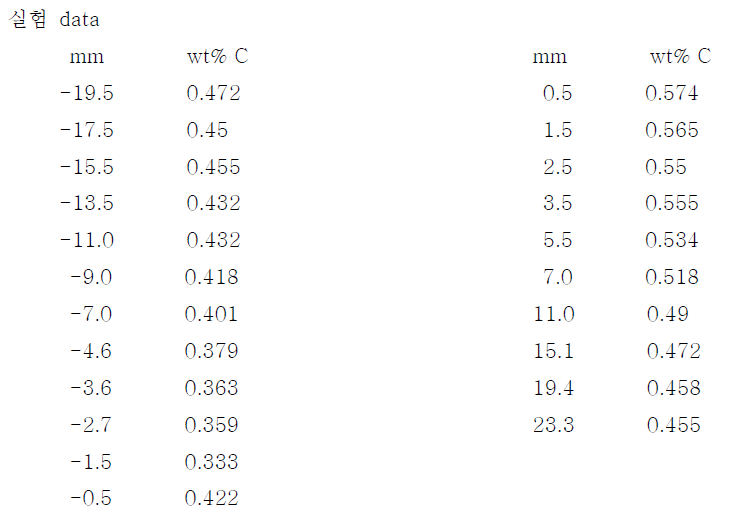 실험 data
mm wt% C mm wt% C
-19.5 0.472 0.5 0.574
-17.5 0.45 1.5 0.565
-15.5 0.455 2.5 0.55
-13.5 0.432 3.5 0.555
-11.0 0.432 5.5 0.534
-9.0 0.418 7.0 0.518
-7.0 0.401 11.0 0.49
-4.6 0.379 15.1 0.472
-3.6 0.363 19.4 0.458
-2.7 0.359 23.3 0.455
-1.5 0.333
-0.5 0.422